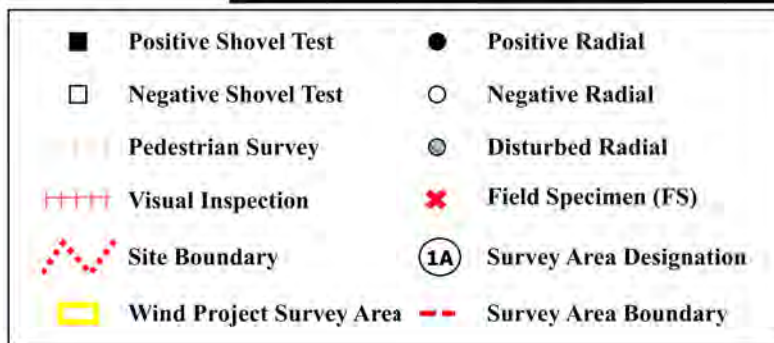 Positive Shovel Test
Positive Radial
Negative Shovel Test
Negative Radial
Pedestrian Survey
Disturbed Radial
Visual Inspection
Field Specimen (FS)
Site Boundary
1A Survey Area Designation
Wind Project Survey Area
Survey Area Boundary